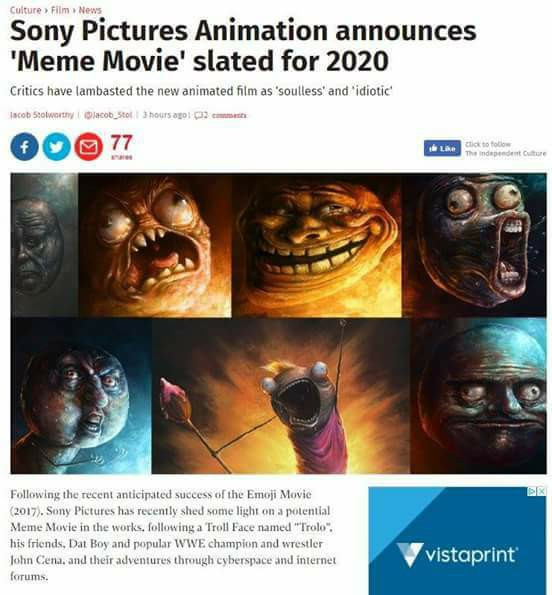 Culture › Film › News
Sony Pictures Animation announces
'Meme Movie' slated for 2020
Critics have lambasted the new animated film as 'soulless' and 'idiotic'
Jacob Stolworthy | @Jacob_Stol | 3 hours ago | 2 comments
77
shares
Like
Click to follow
The Independent Culture
Following the recent anticipated success of the Emoji Movie
(2017). Sony Pictures has recently shed some light on a potential
Meme Movie in the works, following a Troll Face named "Trolo",
his friends, Dat Boy and popular WWE champion and wrestler
John Cena, and their adventures through cyberspace and internet
forums.
vistaprint